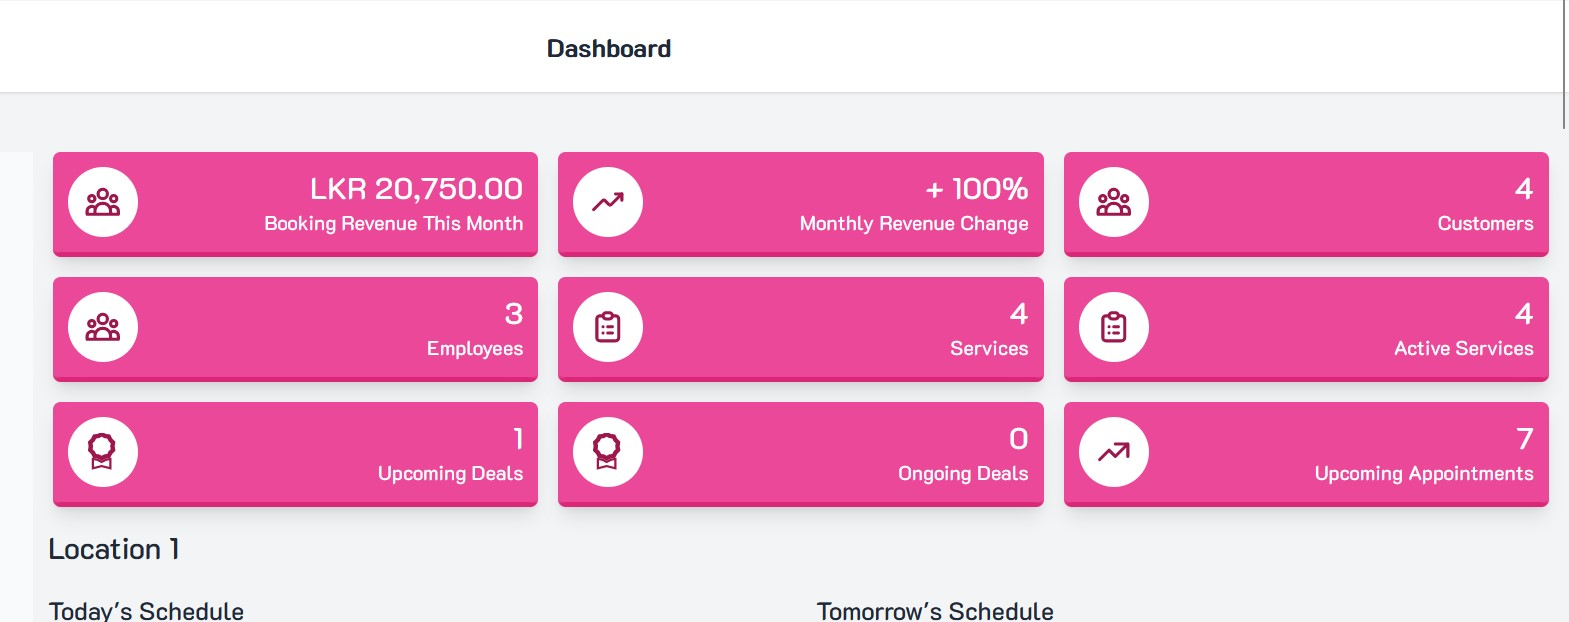 Dashboard
LKR 20,750.00
Booking Revenue This Month
+ 100%
Monthly Revenue Change
4
Customers
3
Employees
4
Services
4
Active Services
1
Upcoming Deals
0
Ongoing Deals
7
Upcoming Appointments
Location 1
Today's Schedule
Tomorrow's Schedule